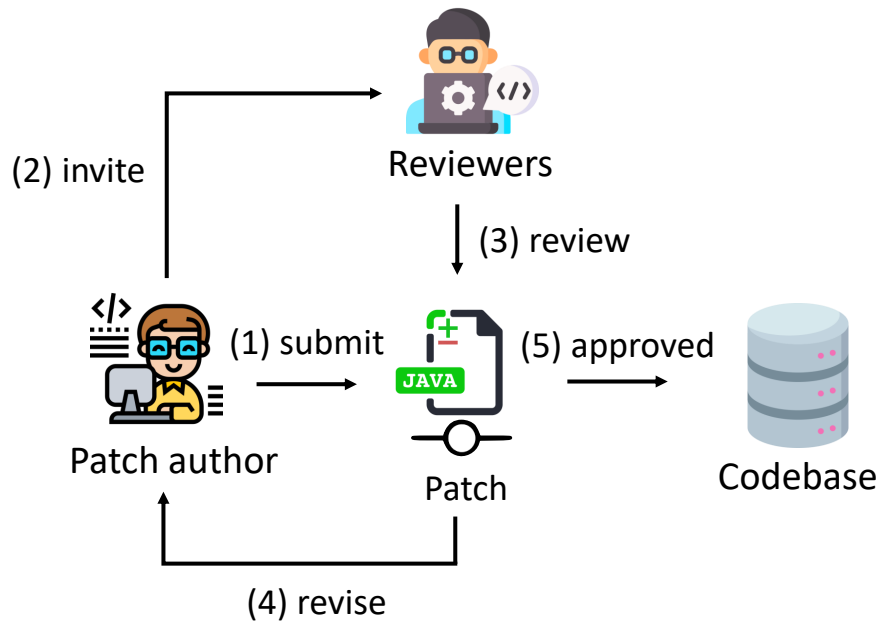 </>
Reviewers
(2) invite
(3) review
</>
(1) submit
JAVA
(5) approved
Patch author
Patch
Codebase
(4) revise